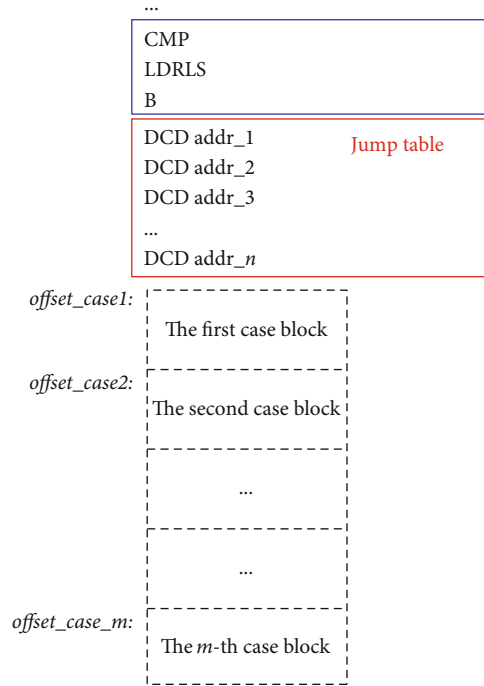 ...
CMP
LDRLS
B
DCD addr_1
Jump table
DCD addr_2
DCD addr_3
...
DCD addr_n
offset_case1:
The first case block
offset_case2:
The second case block
...
...
offset_case_m:
The m-th case block